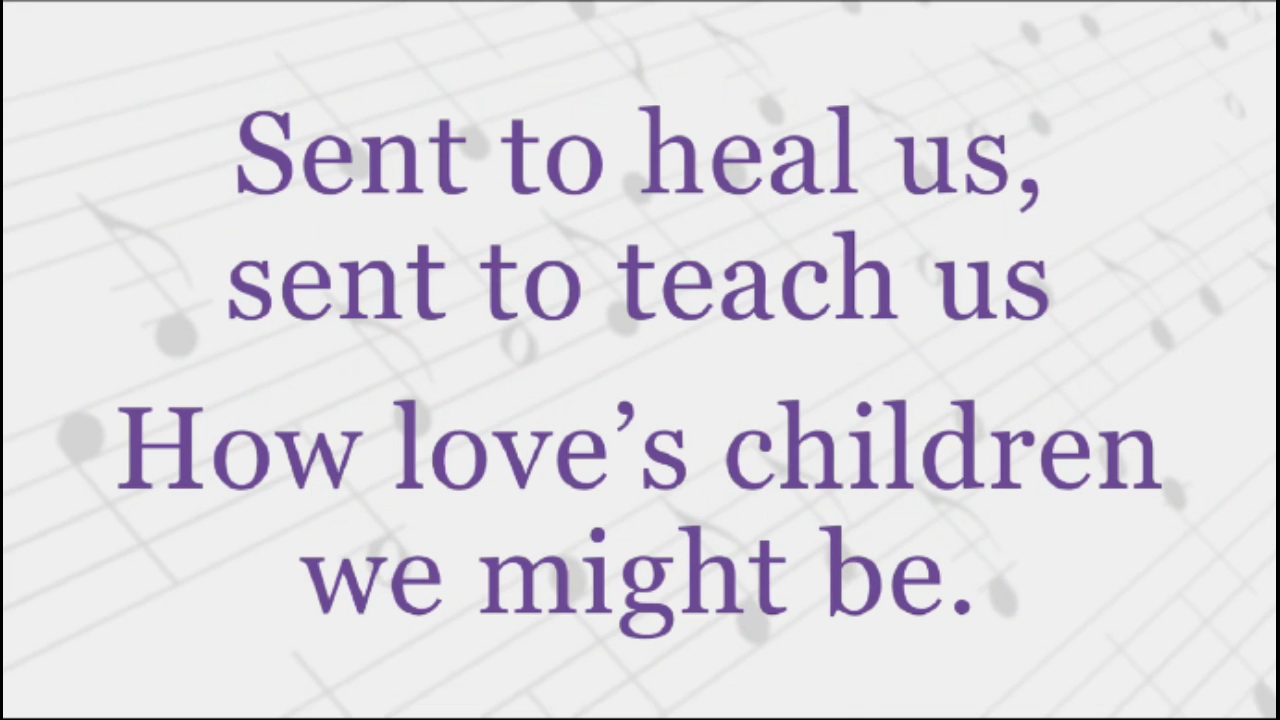 Sent to heal us,
sent to teach us
How love’s children
we might be.